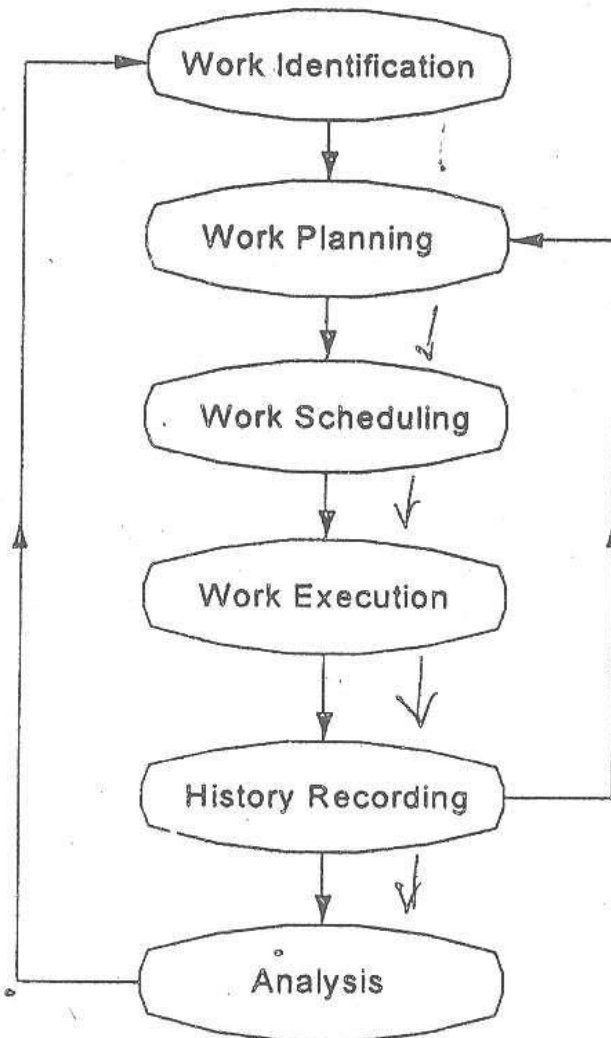 Work Identification
Work Planning
Work Scheduling
Work Execution
History Recording
Analysis